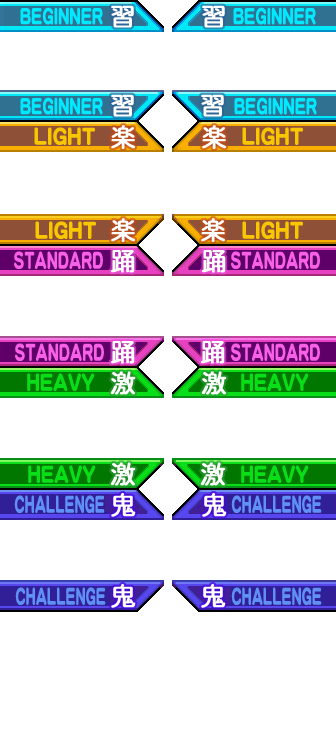 BEGINNER 習 習 BEGINNER
BEGINNER 習 習 BEGINNER
LIGHT 楽 楽 LIGHT
LIGHT 楽 楽 LIGHT
STANDARD 踊 踊 STANDARD
STANDARD 踊 踊 STANDARD
HEAVY 激 激 HEAVY
HEAVY 激 激 HEAVY
CHALLENGE 鬼 鬼 CHALLENGE
CHALLENGE 鬼 鬼 CHALLENGE